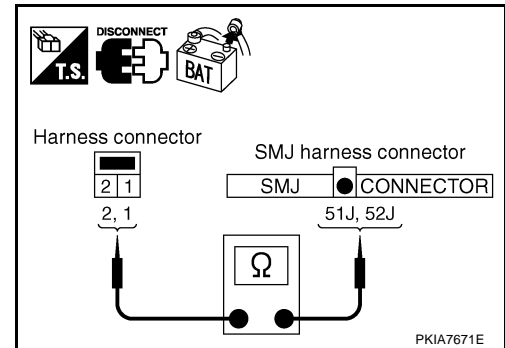 DISCONNECT
T.S.
BAT
Harness connector
SMJ harness connector
2 1
SMJ CONNECTOR
2, 1
51J, 52J
Ω
PKIA7671E